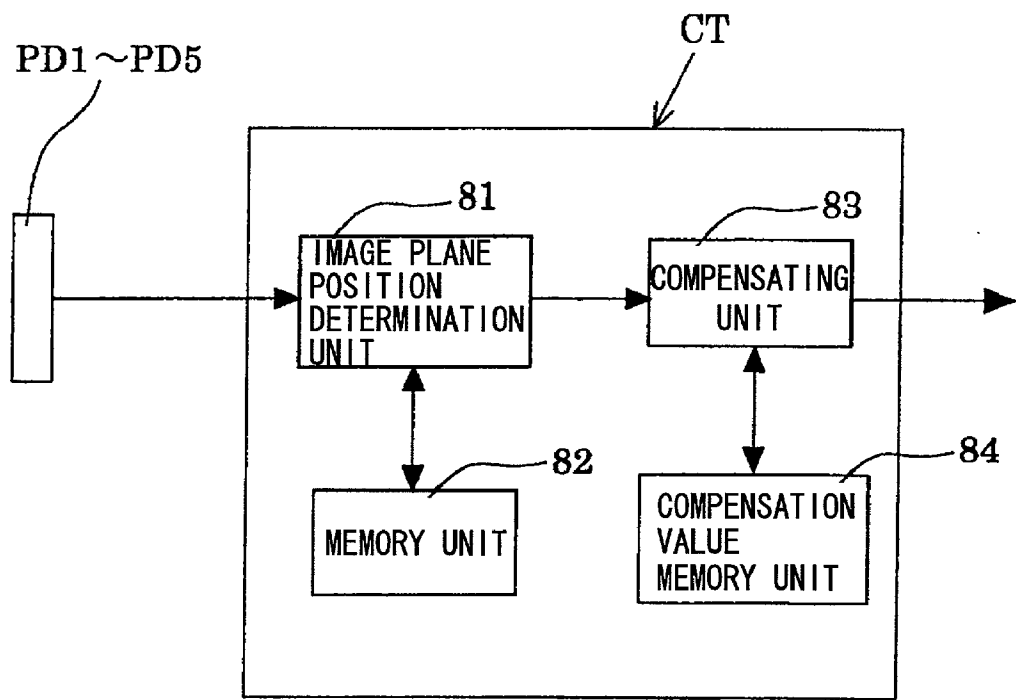 CT
PD1～PD5
81
IMAGE PLANE
POSITION
DETERMINATION
UNIT
83
COMPENSATING
UNIT
82
MEMORY UNIT
84
COMPENSATION
VALUE
MEMORY UNIT